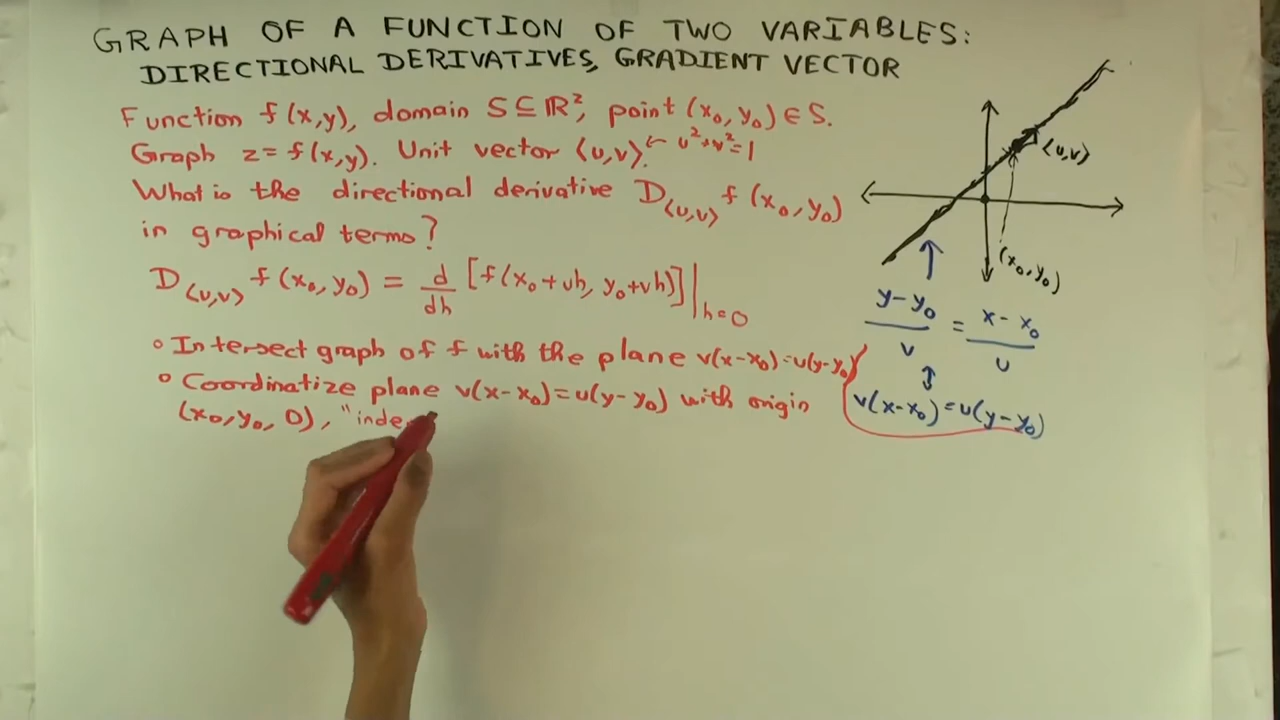 GRAPH OF A FUNCTION OF TWO VARIABLES:
DIRECTIONAL DERIVATIVES, GRADIENT VECTOR
Function f(x,y), domain S⊆ℝ², point (x₀, y₀) ∈ S.
Graph z = f(x,y). Unit vector ⟨u,v⟩. ← u²+v²=1
What is the directional derivative D_⟨u,v⟩ f(x₀, y₀)
in graphical terms?
D_⟨u,v⟩ f(x₀, y₀) = d/dh [f(x₀+uh, y₀+vh)]|_h=0
∘ Intersect graph of f with the plane v(x-x₀)=u(y-y₀)
∘ Coordinatize plane v(x-x₀)=u(y-y₀) with origin
(x₀, y₀, 0), "inde
⟨u,v⟩
(x₀, y₀)
↑
(y-y₀)/v = (x-x₀)/u
↕
v(x-x₀)=u(y-y₀)